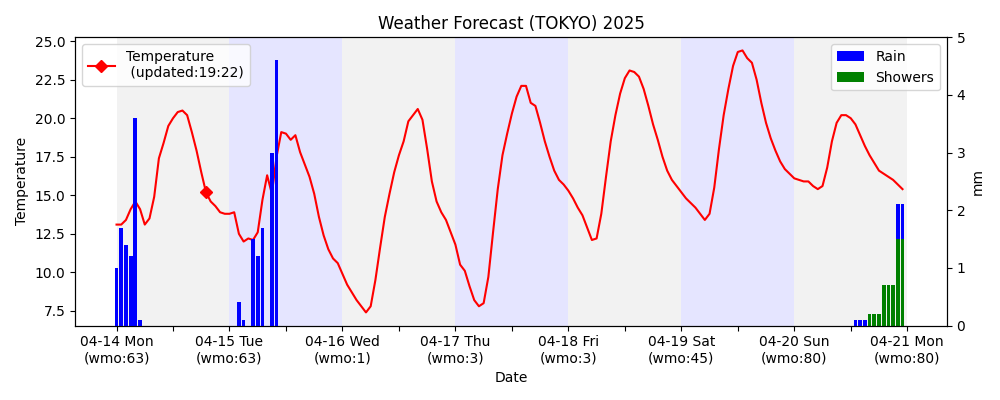 Weather Forecast (TOKYO) 2025
Temperature
(updated:19:22)
Rain
Showers
Temperature
25.0
22.5
20.0
17.5
15.0
12.5
10.0
7.5
5
4
3
2
1
0
mm
04-14 Mon
(wmo:63)
04-15 Tue
(wmo:63)
04-16 Wed
(wmo:1)
04-17 Thu
(wmo:3)
04-18 Fri
(wmo:3)
04-19 Sat
(wmo:45)
04-20 Sun
(wmo:80)
04-21 Mon
(wmo:80)
Date